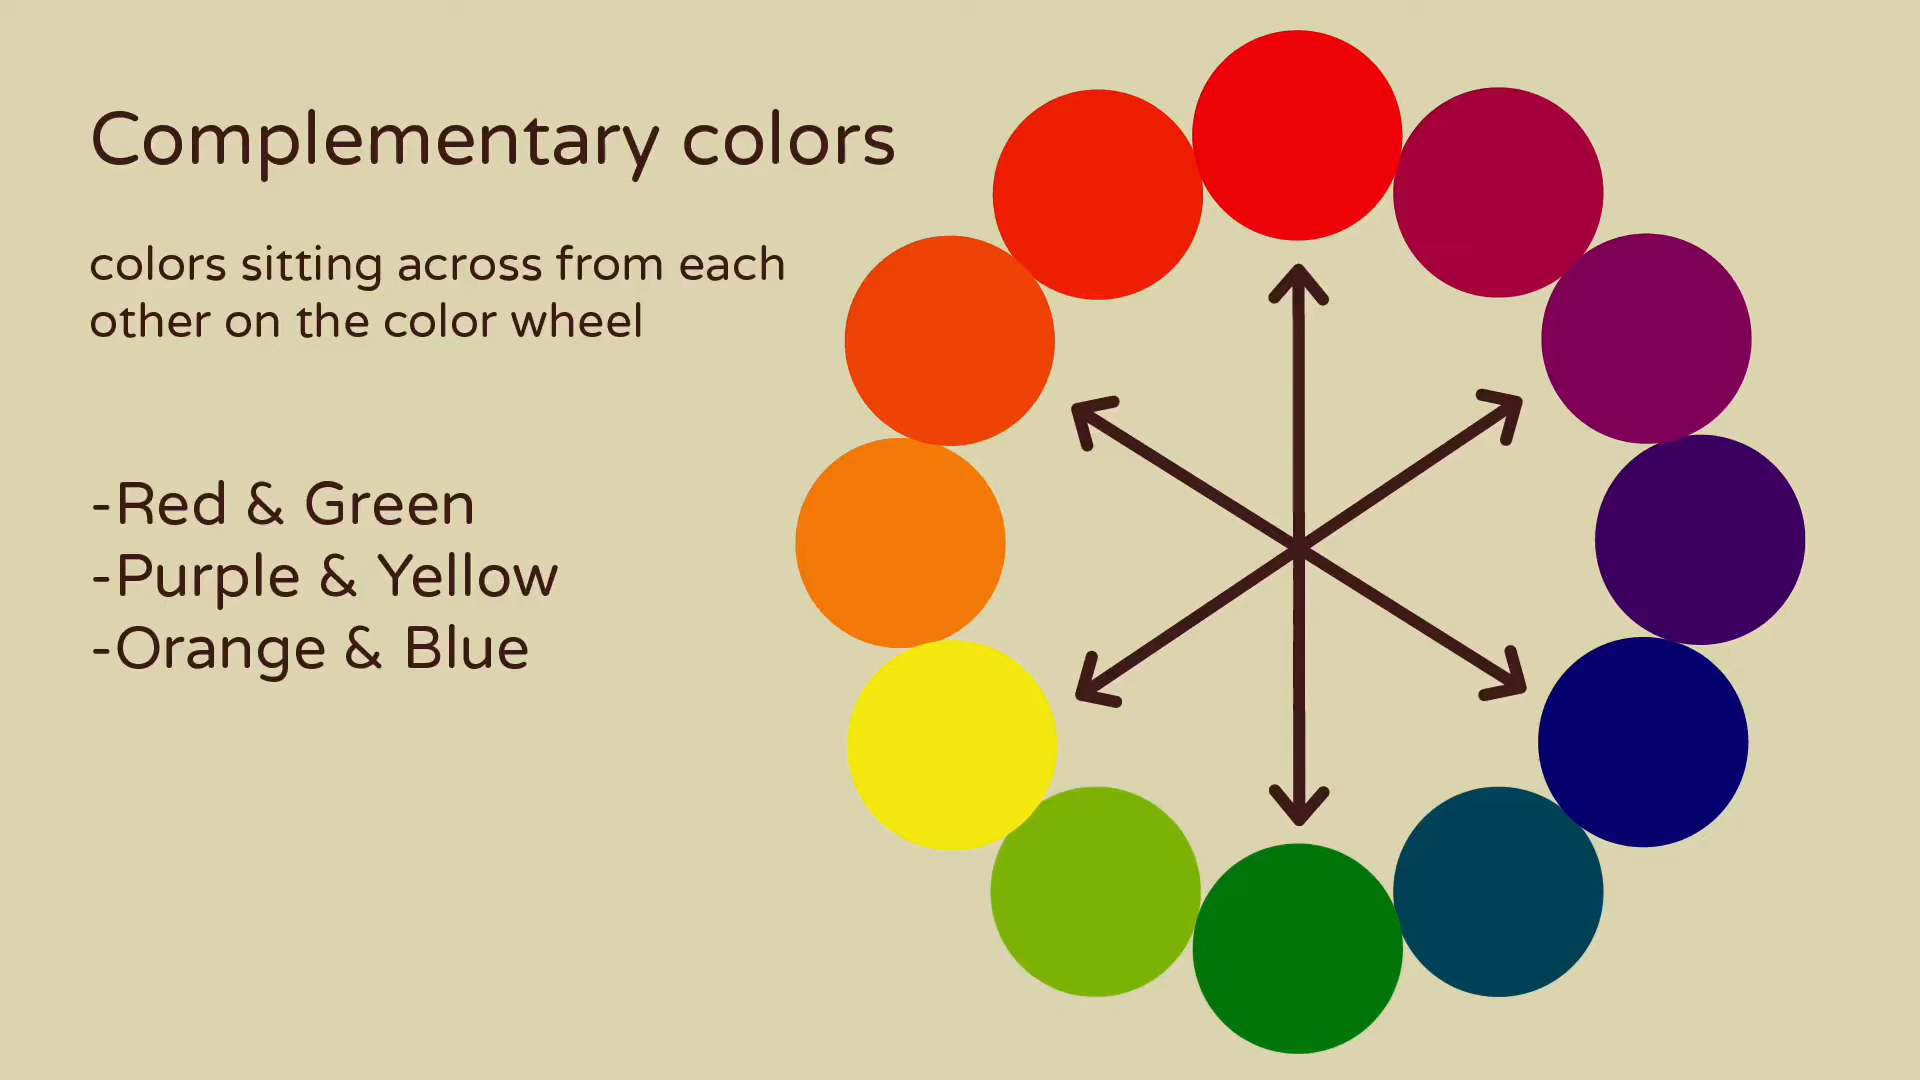 Complementary colors
colors sitting across from each
other on the color wheel
-Red & Green
-Purple & Yellow
-Orange & Blue